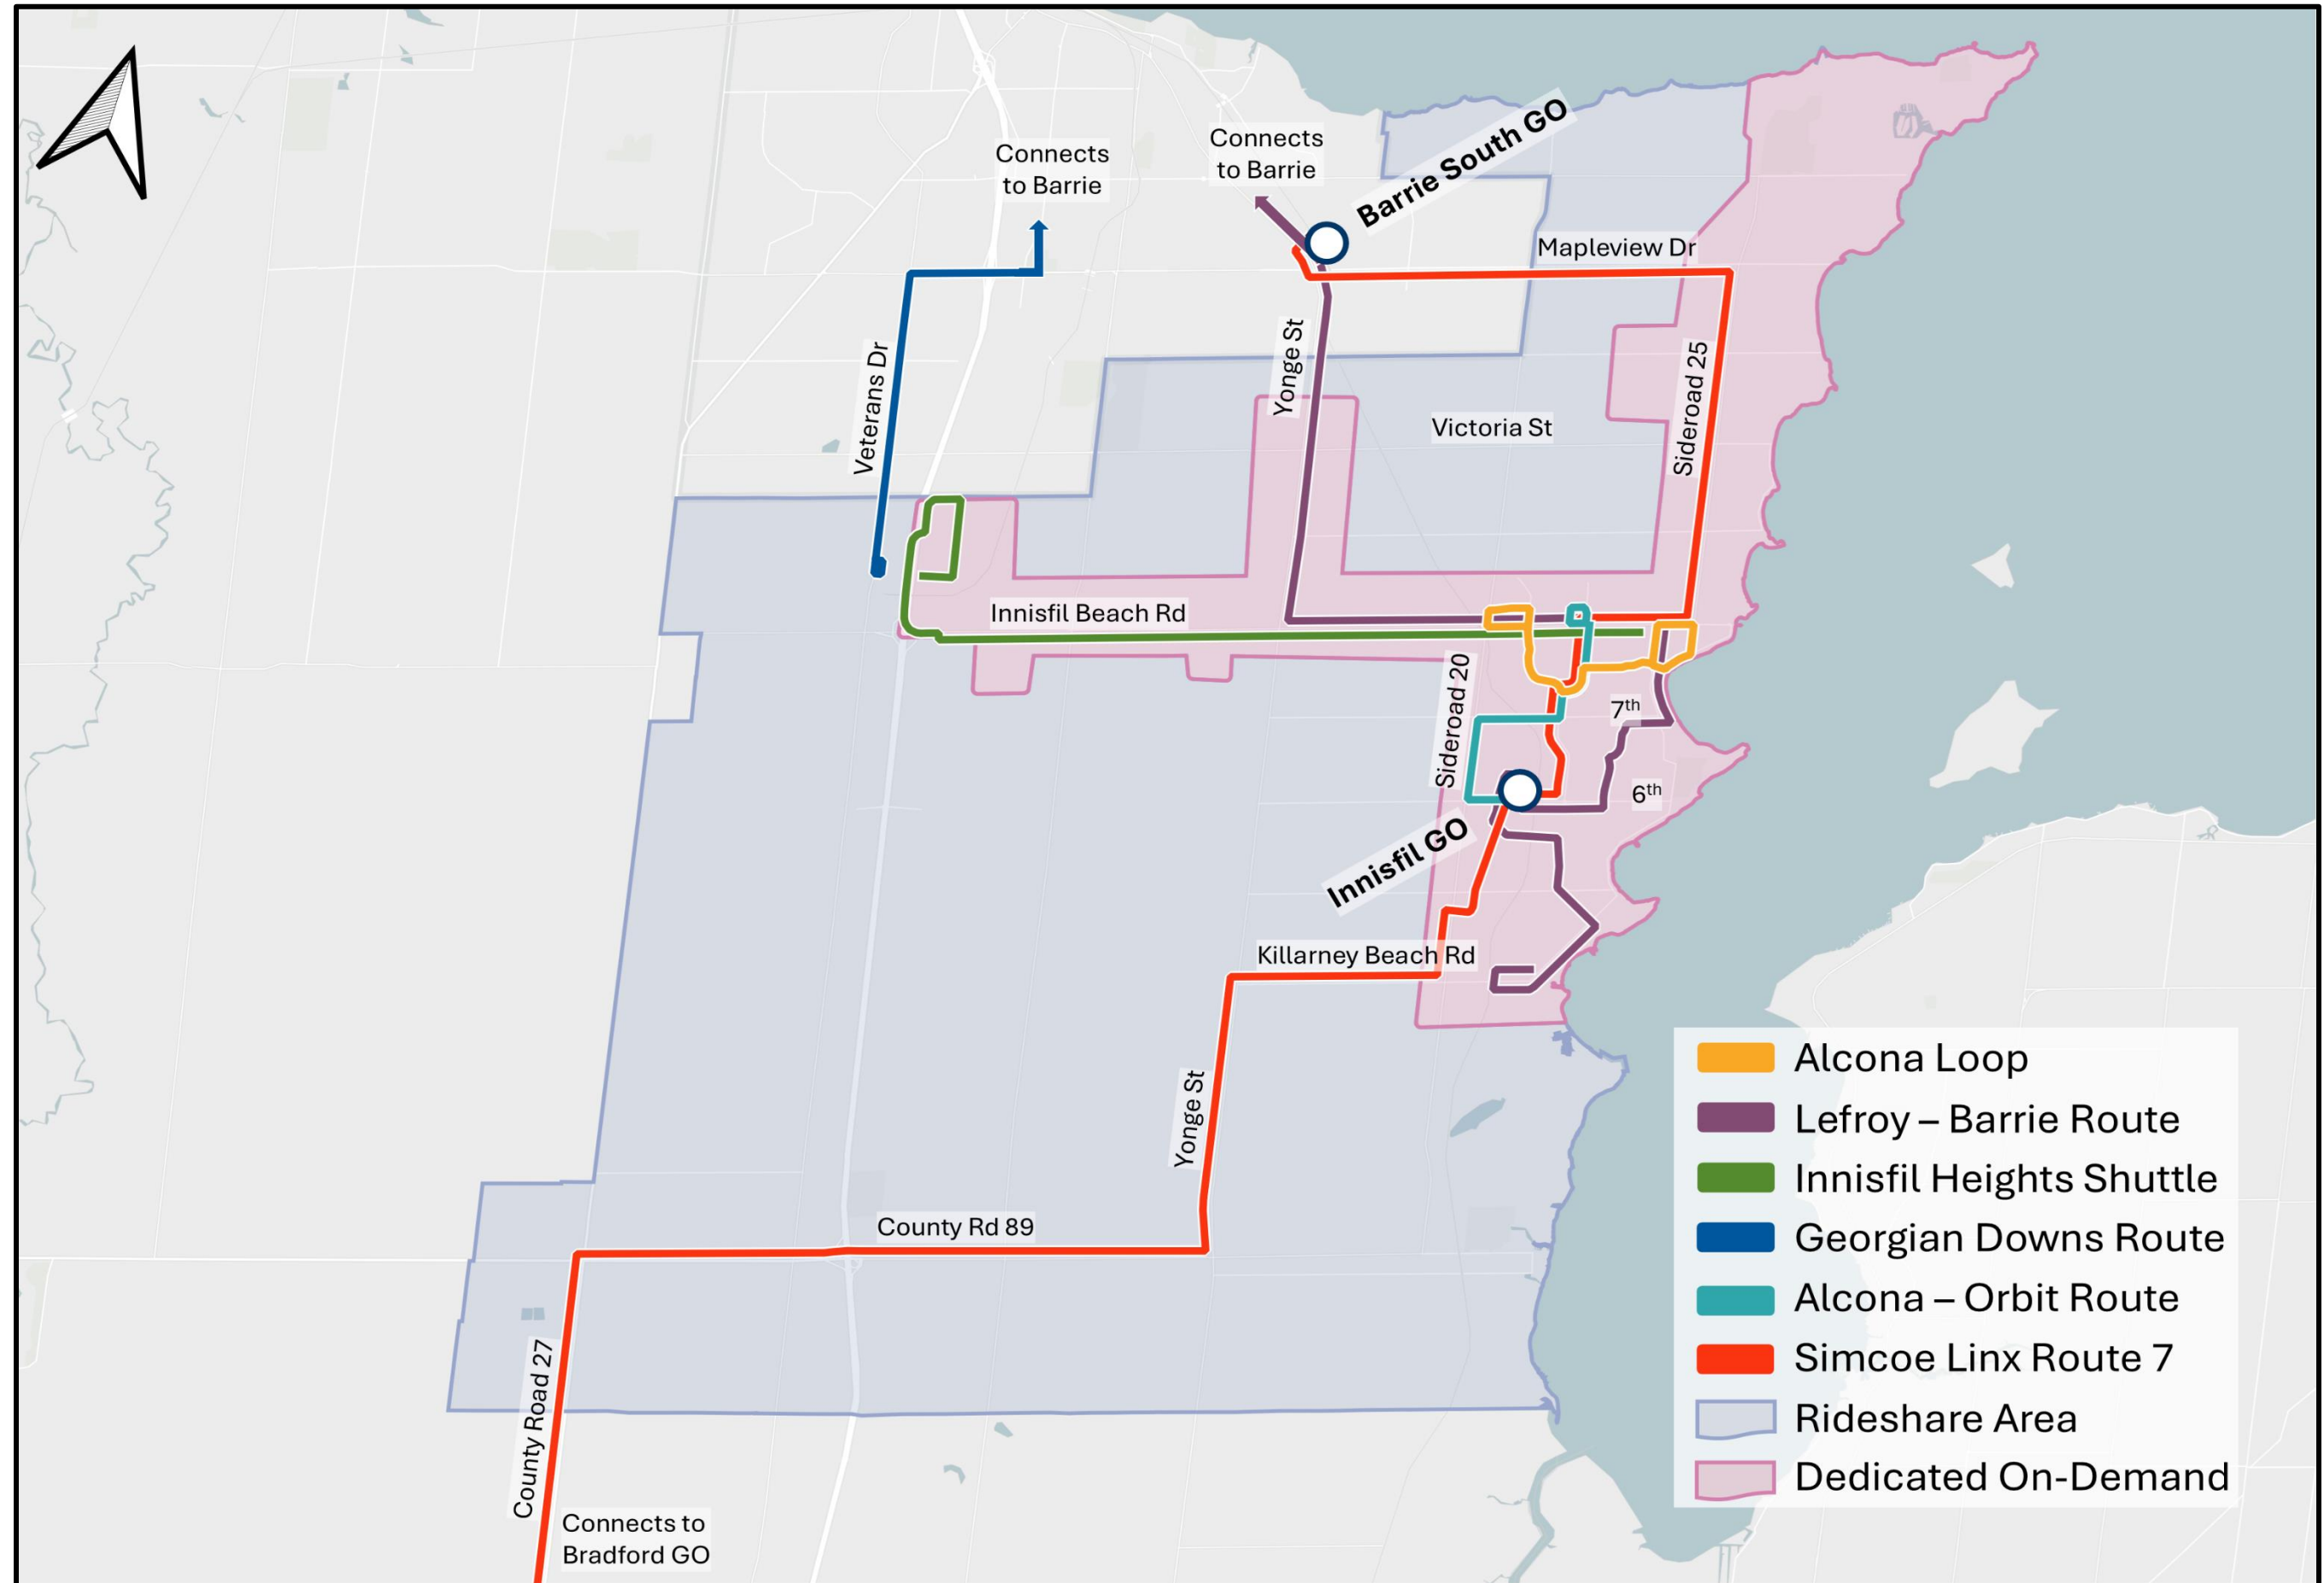 Connects
to Barrie
Connects
to Barrie
Barrie South GO
Mapleview Dr
Yonge St
Veterans Dr
Sideroad 25
Victoria St
Innisfil Beach Rd
Sideroad 20
7th
6th
Innisfil GO
Killarney Beach Rd
Yonge St
County Rd 89
County Road 27
Connects to
Bradford GO
Alcona Loop
Lefroy – Barrie Route
Innisfil Heights Shuttle
Georgian Downs Route
Alcona – Orbit Route
Simcoe Linx Route 7
Rideshare Area
Dedicated On-Demand